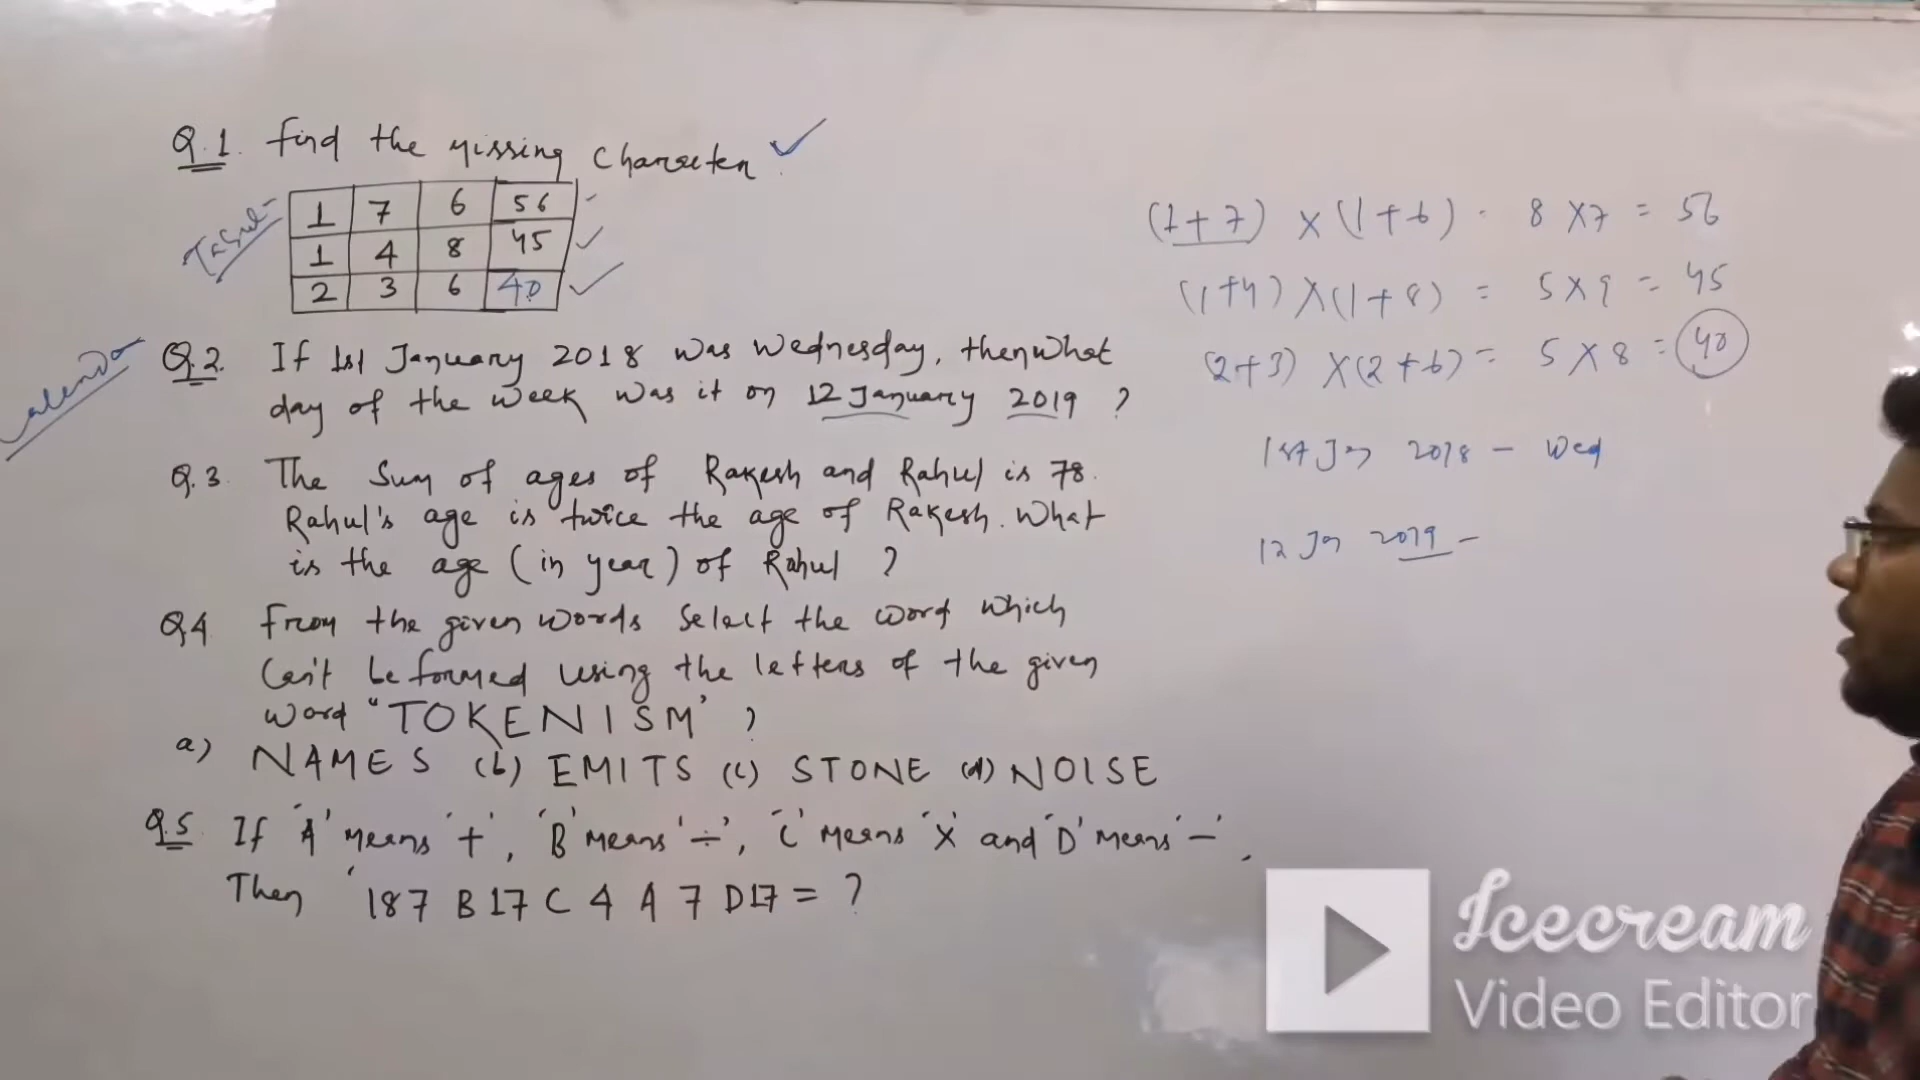 Q.1. find the missing character
1 7 6 56
1 4 8 45
2 3 6 40
Q.2. If 1st January 2018 was Wednesday, then what
day of the week was it on 12 January 2019 ?
Q.3 The Sum of ages of Rakesh and Rahul is 78.
Rahul's age is twice the age of Rakesh. What
is the age (in year) of Rahul ?
Q4 From the given words Select the word which
Can't be formed using the letters of the given
word "TOKENISM" ?
a) NAMES (b) EMITS (c) STONE (d) NOISE
Q.5 If 'A' means '+', 'B' means '÷', 'C' means 'X' and 'D' means '–',
Then '187 B 17 C 4 A 7 D17 = ?
(1+7) × (1+6) - 8 × 7 = 56
(1+4) × (1+8) = 5 × 9 = 45
(2+3) × (2+6) = 5 × 8 = 40
1st Jan 2018 – Wed
12 Jan 2019 –
Icecream
Video Editor